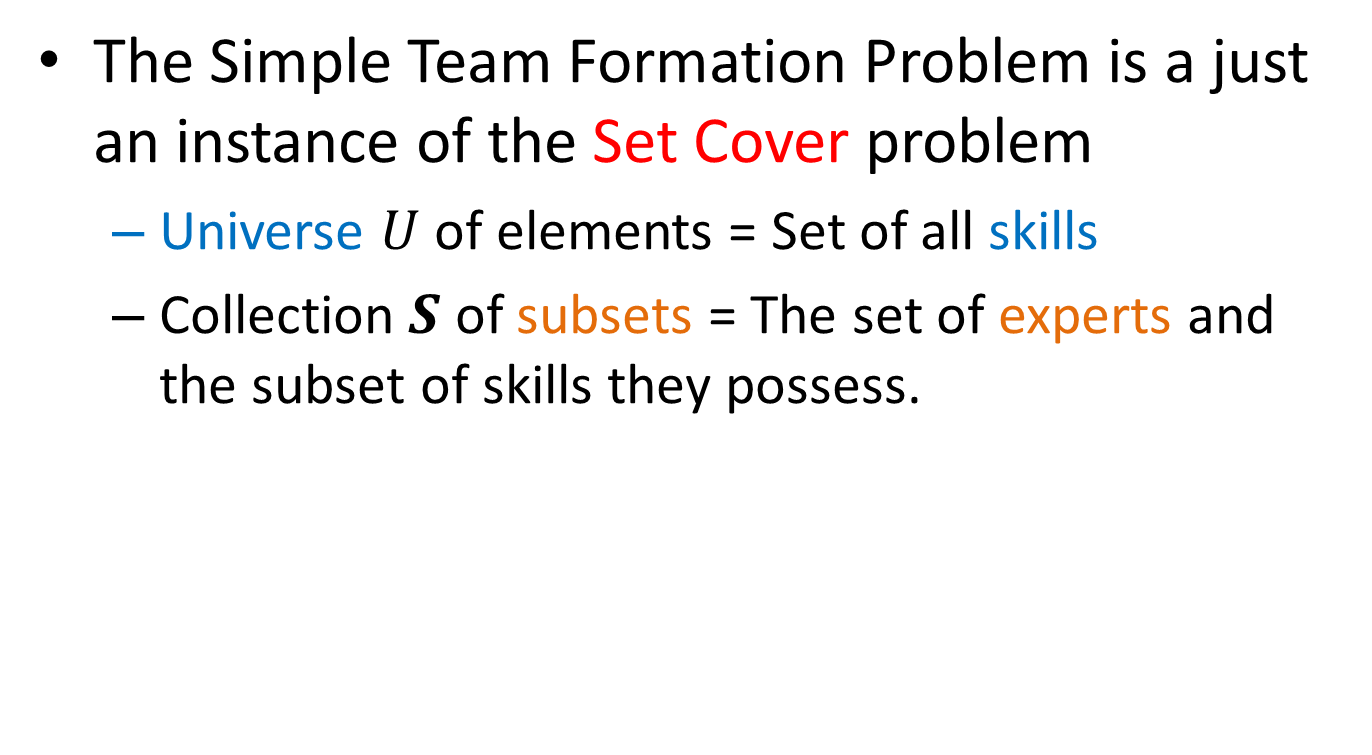 • The Simple Team Formation Problem is a just
an instance of the Set Cover problem
– Universe U of elements = Set of all skills
– Collection S of subsets = The set of experts and
the subset of skills they possess.